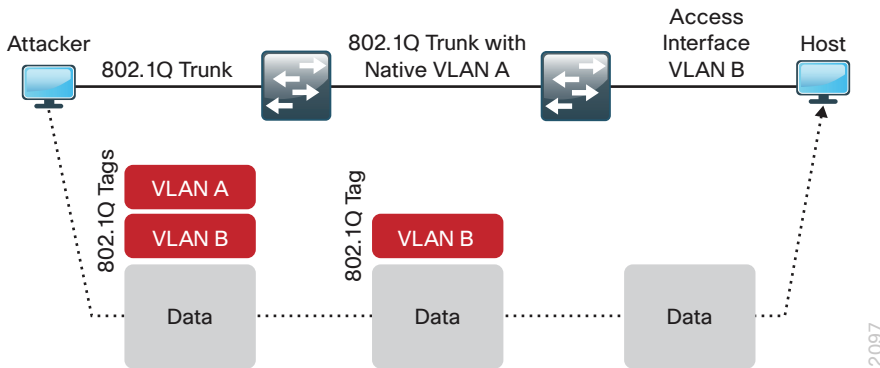 Attacker
802.1Q Trunk
802.1Q Trunk with
Native VLAN A
Access
Interface
VLAN B
Host
802.1Q Tags
VLAN A
VLAN B
Data
802.1Q Tag
VLAN B
Data
Data
2097